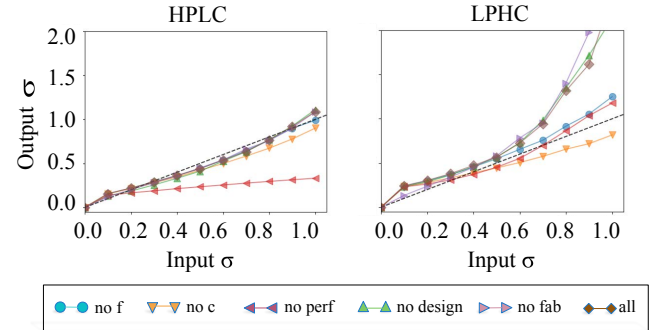 HPLC
LPHC
Output σ
2.0
1.5
1.0
0.5
0.0
0.0 0.2 0.4 0.6 0.8 1.0
0.0 0.2 0.4 0.6 0.8 1.0
Input σ
Input σ
no f no c no perf no design no fab all